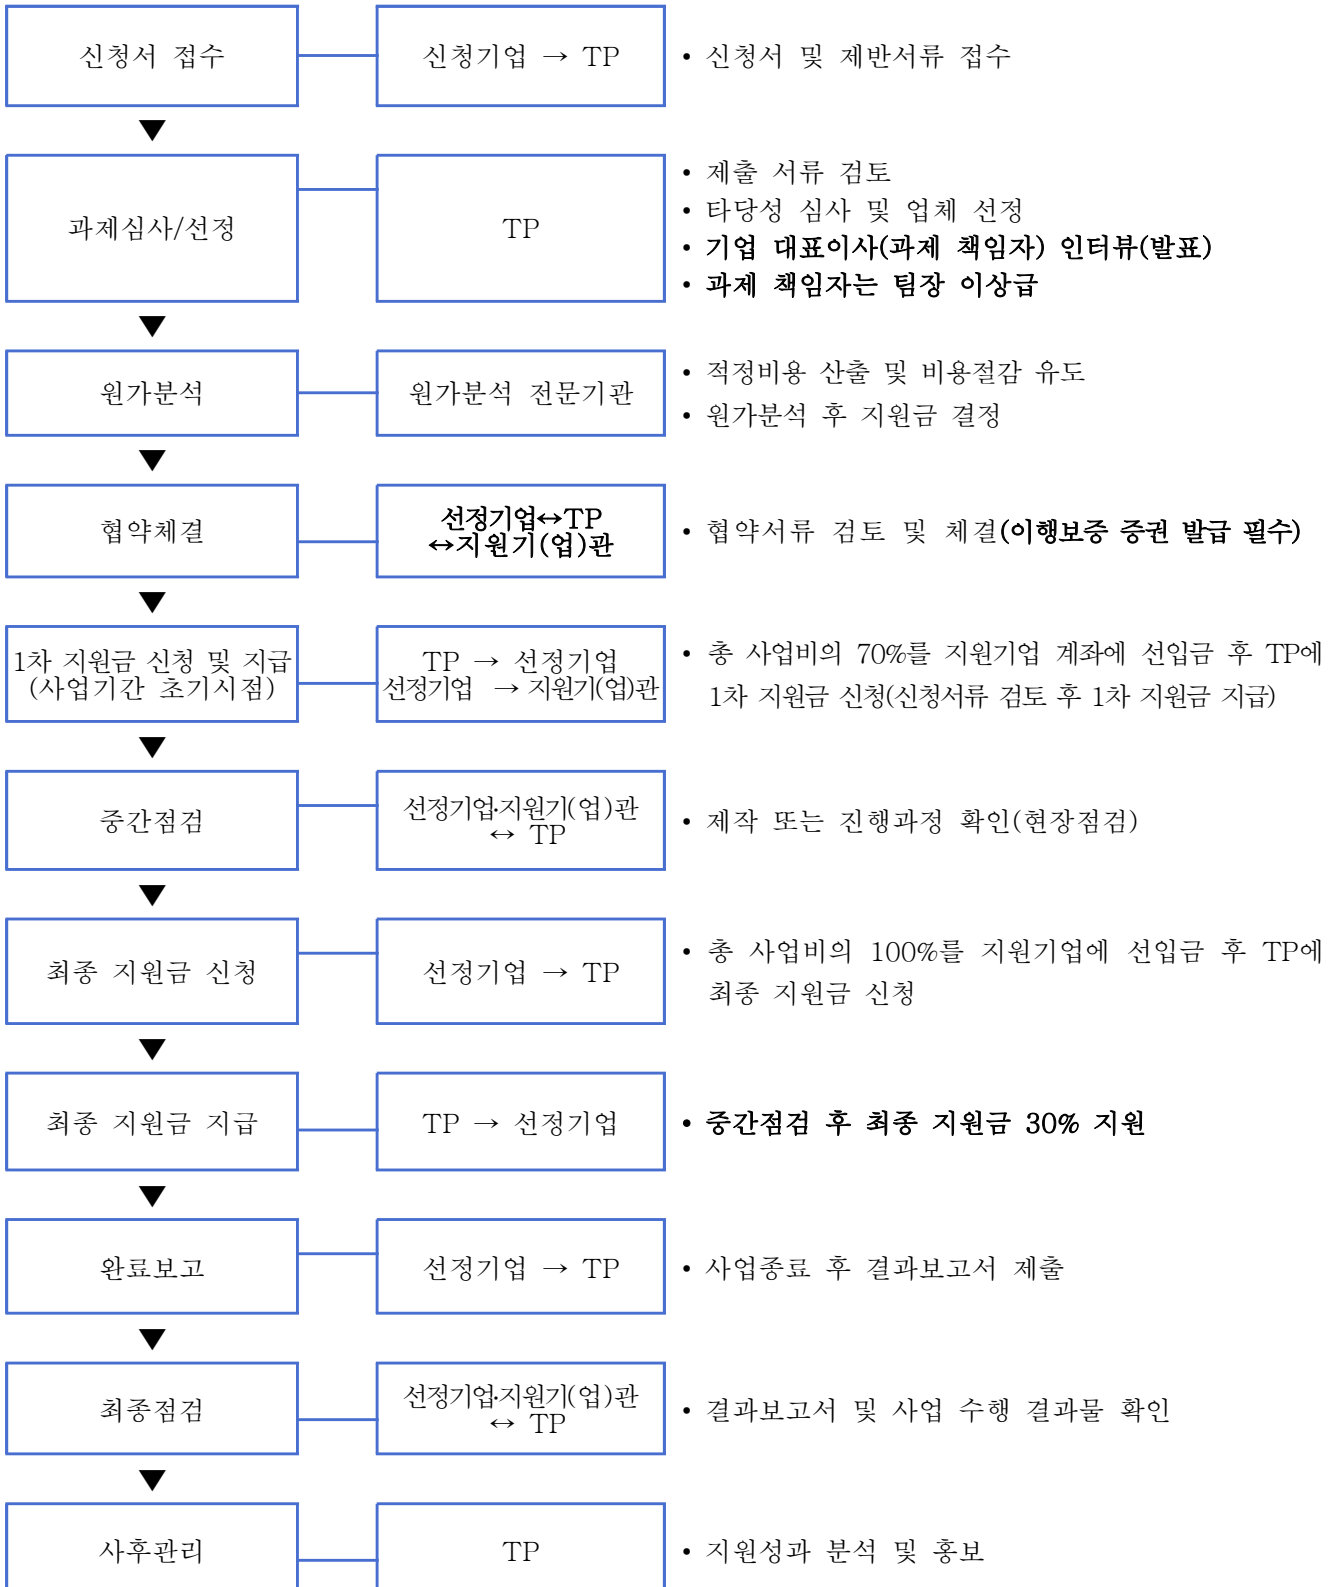 신청서 접수
신청기업 → TP
• 신청서 및 제반서류 접수
▼
과제심사/선정
TP
• 제출 서류 검토
• 타당성 심사 및 업체 선정
• 기업 대표이사(과제 책임자) 인터뷰(발표)
• 과제 책임자는 팀장 이상급
▼
원가분석
원가분석 전문기관
• 적정비용 산출 및 비용절감 유도
• 원가분석 후 지원금 결정
▼
협약체결
선정기업↔TP
↔지원기(업)관
• 협약서류 검토 및 체결(이행보증 증권 발급 필수)
▼
1차 지원금 신청 및 지급
(사업기간 초기시점)
TP → 선정기업
선정기업 → 지원기(업)관
• 총 사업비의 70%를 지원기업 계좌에 선입금 후 TP에
1차 지원금 신청(신청서류 검토 후 1차 지원금 지급)
▼
중간점검
선정기업·지원기(업)관
↔ TP
• 제작 또는 진행과정 확인(현장점검)
▼
최종 지원금 신청
선정기업 → TP
• 총 사업비의 100%를 지원기업에 선입금 후 TP에
최종 지원금 신청
▼
최종 지원금 지급
TP → 선정기업
• 중간점검 후 최종 지원금 30% 지원
▼
완료보고
선정기업 → TP
• 사업종료 후 결과보고서 제출
▼
최종점검
선정기업·지원기(업)관
↔ TP
• 결과보고서 및 사업 수행 결과물 확인
▼
사후관리
TP
• 지원성과 분석 및 홍보